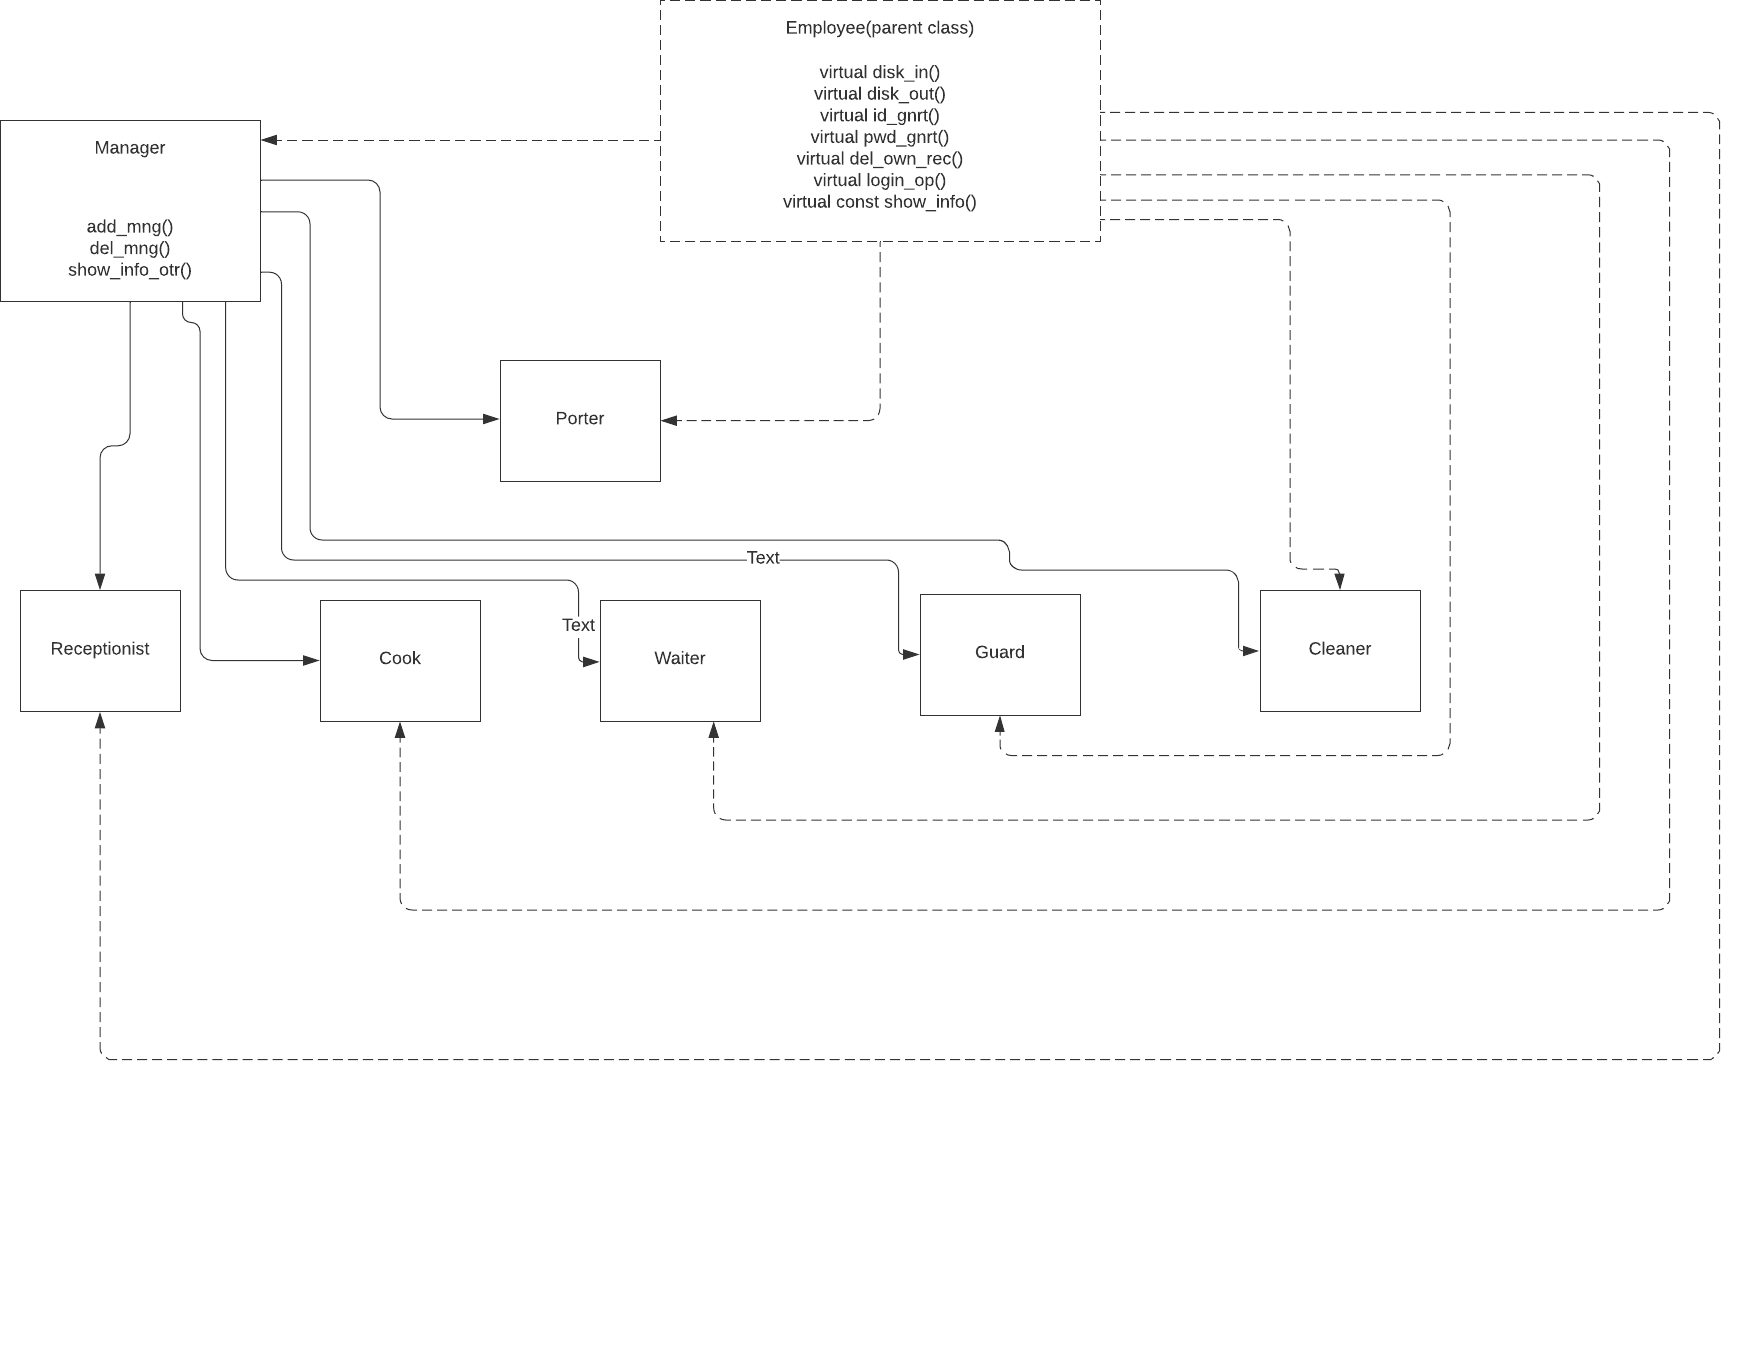 Employee(parent class)
virtual disk_in()
virtual disk_out()
virtual id_gnrt()
virtual pwd_gnrt()
virtual del_own_rec()
virtual login_op()
virtual const show_info()
Manager
add_mng()
del_mng()
show_info_otr()
Porter
Text
Text
Receptionist
Cook
Waiter
Guard
Cleaner